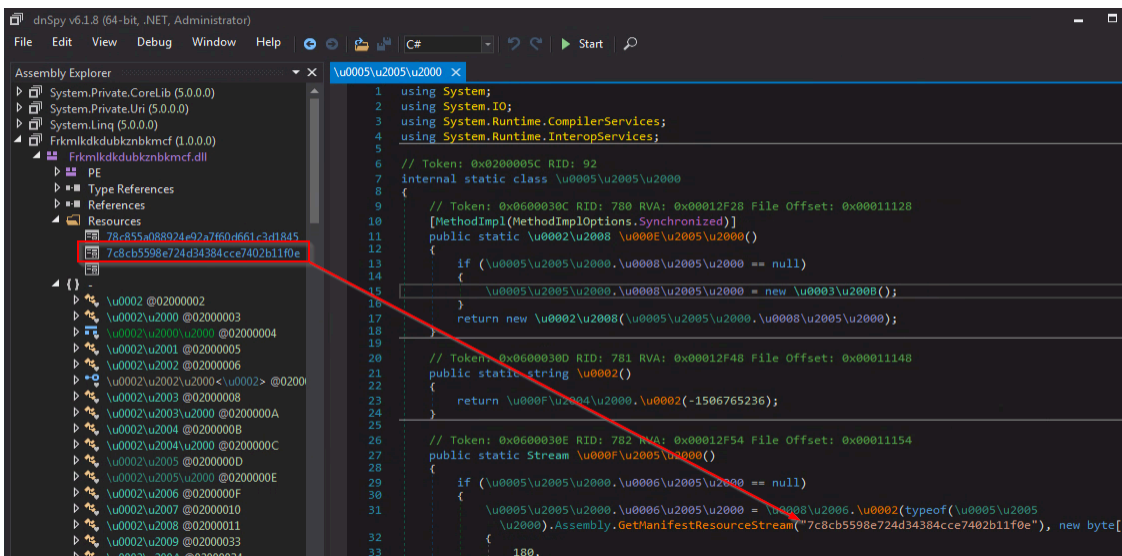 dnSpy v6.1.8 (64-bit, .NET, Administrator)
File Edit View Debug Window Help C# Start
Assembly Explorer
System.Private.CoreLib (5.0.0.0)
System.Private.Uri (5.0.0.0)
System.Linq (5.0.0.0)
Frkmlkdkdubkznbkmcf (1.0.0.0)
Frkmlkdkdubkznbkmcf.dll
PE
Type References
References
Resources
78c855a088924e92a7f60d661c3d1845
7c8cb5598e724d34384cce7402b11f0e
{ } -
\u0002 @02000002
\u0002\u2000 @02000003
\u0002\u2000\u2000 @02000004
\u0002\u2001 @02000005
\u0002\u2002 @02000006
\u0002\u2002\u2000<\u0002> @0200
\u0002\u2003 @02000008
\u0002\u2003\u2000 @0200000A
\u0002\u2004 @0200000B
\u0002\u2004\u2000 @0200000C
\u0002\u2005 @0200000D
\u0002\u2005\u2000 @0200000E
\u0002\u2006 @0200000F
\u0002\u2007 @02000010
\u0002\u2008 @02000011
\u0002\u2009 @02000033
\u0005\u2005\u2000
1 using System;
2 using System.IO;
3 using System.Runtime.CompilerServices;
4 using System.Runtime.InteropServices;
5
6 // Token: 0x0200005C RID: 92
7 internal static class \u0005\u2005\u2000
8 {
9 // Token: 0x0600030C RID: 780 RVA: 0x00012F28 File Offset: 0x00011128
10 [MethodImpl(MethodImplOptions.Synchronized)]
11 public static \u0002\u2008 \u000E\u2005\u2000()
12 {
13 if (\u0005\u2005\u2000.\u0008\u2005\u2000 == null)
14 {
15 \u0005\u2005\u2000.\u0008\u2005\u2000 = new \u0003\u200B();
16 }
17 return new \u0002\u2008(\u0005\u2005\u2000.\u0008\u2005\u2000);
18 }
19
20 // Token: 0x0600030D RID: 781 RVA: 0x00012F48 File Offset: 0x00011148
21 public static string \u0002()
22 {
23 return \u000F\u2004\u2000.\u0002(-1506765236);
24 }
25
26 // Token: 0x0600030E RID: 782 RVA: 0x00012F54 File Offset: 0x00011154
27 public static Stream \u000F\u2005\u2000()
28 {
29 if (\u0005\u2005\u2000.\u0006\u2005\u2000 == null)
30 {
31 \u0005\u2005\u2000.\u0006\u2005\u2000 = \u0008\u2006.\u0002(typeof(\u0005\u2005
\u2000).Assembly.GetManifestResourceStream("7c8cb5598e724d34384cce7402b11f0e"), new byte[
32 {
33 180,